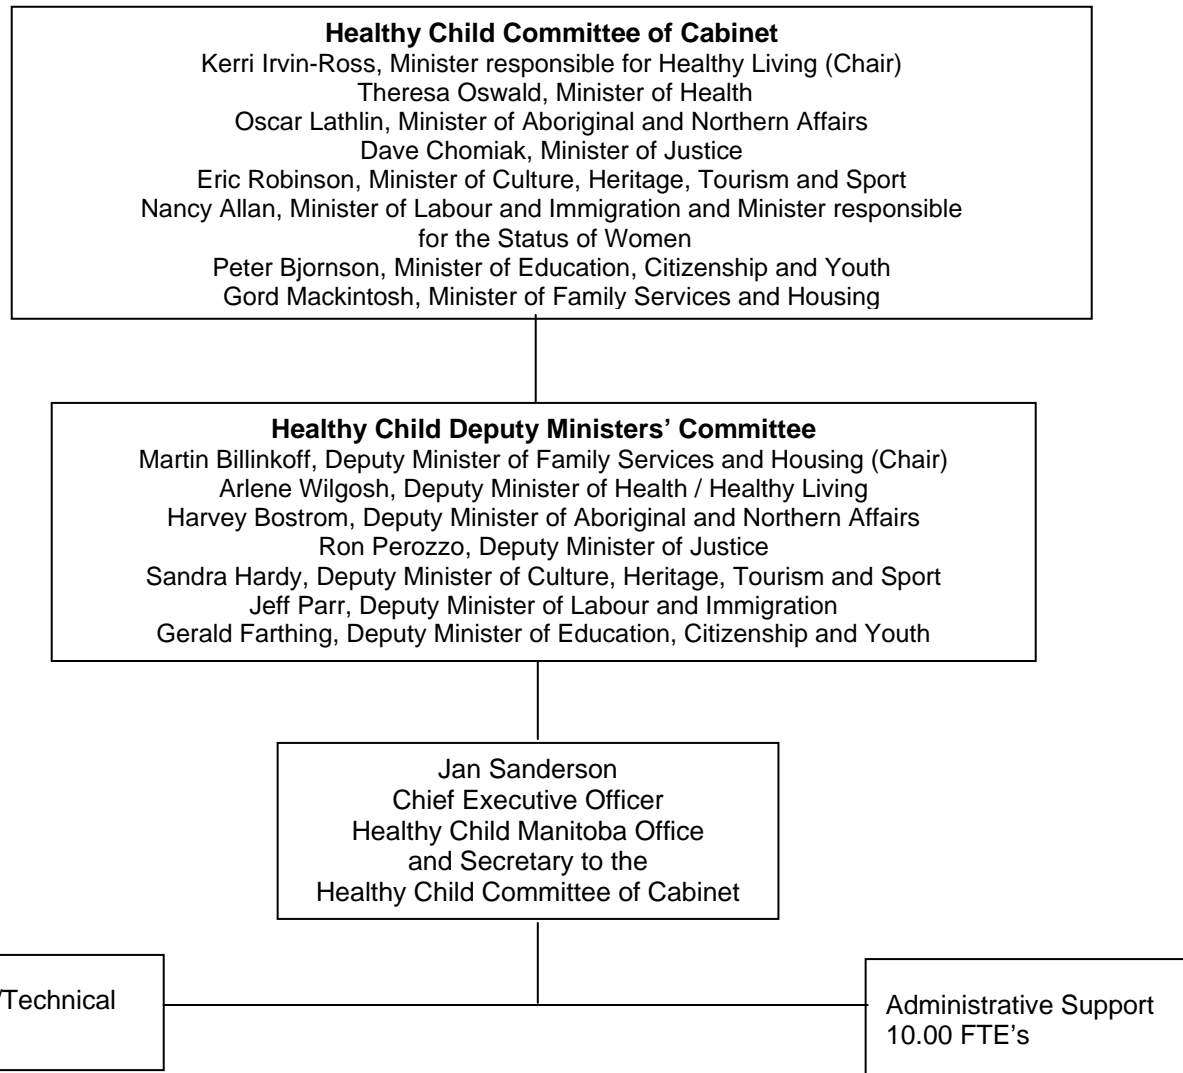 Healthy Child Committee of Cabinet
Kerri Irvin-Ross, Minister responsible for Healthy Living (Chair)
Theresa Oswald, Minister of Health
Oscar Lathlin, Minister of Aboriginal and Northern Affairs
Dave Chomiak, Minister of Justice
Eric Robinson, Minister of Culture, Heritage, Tourism and Sport
Nancy Allan, Minister of Labour and Immigration and Minister responsible
for the Status of Women
Peter Bjornson, Minister of Education, Citizenship and Youth
Gord Mackintosh, Minister of Family Services and Housing
Healthy Child Deputy Ministers’ Committee
Martin Billinkoff, Deputy Minister of Family Services and Housing (Chair)
Arlene Wilgosh, Deputy Minister of Health / Healthy Living
Harvey Bostrom, Deputy Minister of Aboriginal and Northern Affairs
Ron Perozzo, Deputy Minister of Justice
Sandra Hardy, Deputy Minister of Culture, Heritage, Tourism and Sport
Jeff Parr, Deputy Minister of Labour and Immigration
Gerald Farthing, Deputy Minister of Education, Citizenship and Youth
Jan Sanderson
Chief Executive Officer
Healthy Child Manitoba Office
and Secretary to the
Healthy Child Committee of Cabinet
/Technical
Administrative Support
10.00 FTE’s